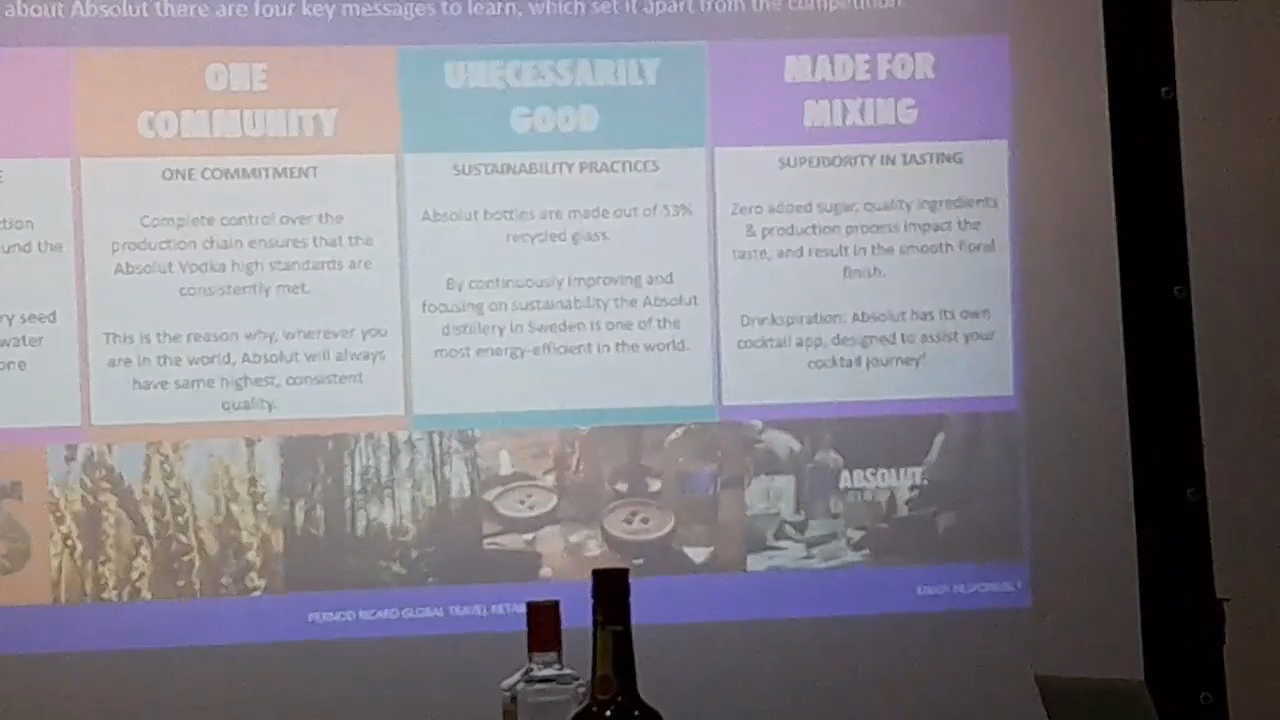 about Absolut there are four key messages to learn, which set it apart from the competition
ONE
COMMUNITY
ONE COMMITMENT
Complete control over the
production chain ensures that the
Absolut Vodka high standards are
consistently met.
This is the reason why, wherever you
are in the world, Absolut will always
have same highest, consistent
quality.
UNECESSARILY
GOOD
SUSTAINABILITY PRACTICES
Absolut bottles are made out of 53%
recycled glass.
By continuously improving and
focusing on sustainability the Absolut
distillery in Sweden is one of the
most energy-efficient in the world.
MADE FOR
MIXING
SUPERIORITY IN TASTING
Zero added sugar, quality ingredients
& production process impact the
taste, and result in the smooth floral
finish.
Drinkspiration: Absolut has its own
cocktail app, designed to assist your
cocktail journey!
und the
ry seed
water
one
ABSOLUT.
PERNOD RICARD GLOBAL TRAVEL RETAIL
ENJOY RESPONSIBLY